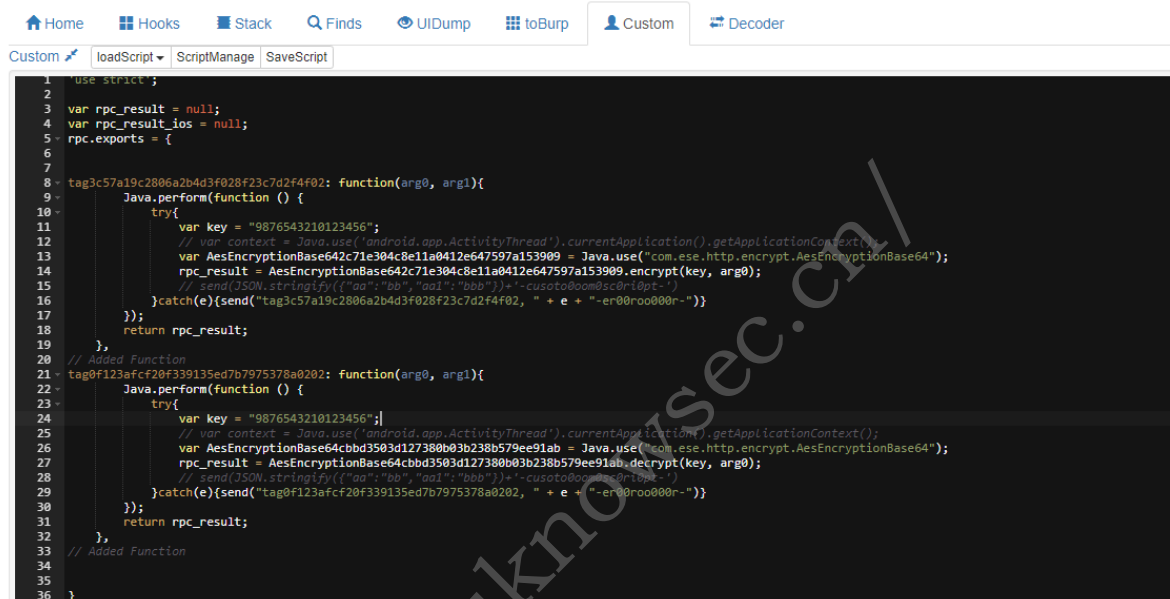 Home Hooks Stack Finds UIDump toBurp Custom Decoder
Custom loadScript ScriptManage SaveScript
1 'use strict';
2
3 var rpc_result = null;
4 var rpc_result_ios = null;
5 rpc.exports = {
6
7
8 tag3c57a19c2806a2b4d3f028f23c7d2f4f02: function(arg0, arg1){
9 Java.perform(function () {
10 try{
11 var key = "9876543210123456";
12 // var context = Java.use('android.app.ActivityThread').currentApplication().getApplicationContext();
13 var AesEncryptionBase642c71e304c8e11a0412e647597a153909 = Java.use("com.ese.http.encrypt.AesEncryptionBase64");
14 rpc_result = AesEncryptionBase642c71e304c8e11a0412e647597a153909.encrypt(key, arg0);
15 // send(JSON.stringify({"aa":"bb","aa1":"bbb"})+'-cusoto0oom0sc0ri0pt-')
16 }catch(e){send("tag3c57a19c2806a2b4d3f028f23c7d2f4f02, " + e + "-er00roo000r-")}
17 });
18 return rpc_result;
19 },
20 // Added Function
21 tag0f123afcf20f339135ed7b7975378a0202: function(arg0, arg1){
22 Java.perform(function () {
23 try{
24 var key = "9876543210123456";
25 // var context = Java.use('android.app.ActivityThread').currentApplication().getApplicationContext();
26 var AesEncryptionBase64cbbd3503d127380b03b238b579ee91ab = Java.use("com.ese.http.encrypt.AesEncryptionBase64");
27 rpc_result = AesEncryptionBase64cbbd3503d127380b03b238b579ee91ab.decrypt(key, arg0);
28 // send(JSON.stringify({"aa":"bb","aa1":"bbb"})+'-cusoto0oom0sc0ri0pt-')
29 }catch(e){send("tag0f123afcf20f339135ed7b7975378a0202, " + e + "-er00roo000r-")}
30 });
31 return rpc_result;
32 },
33 // Added Function
34
35
36 }
knowsec.cn/